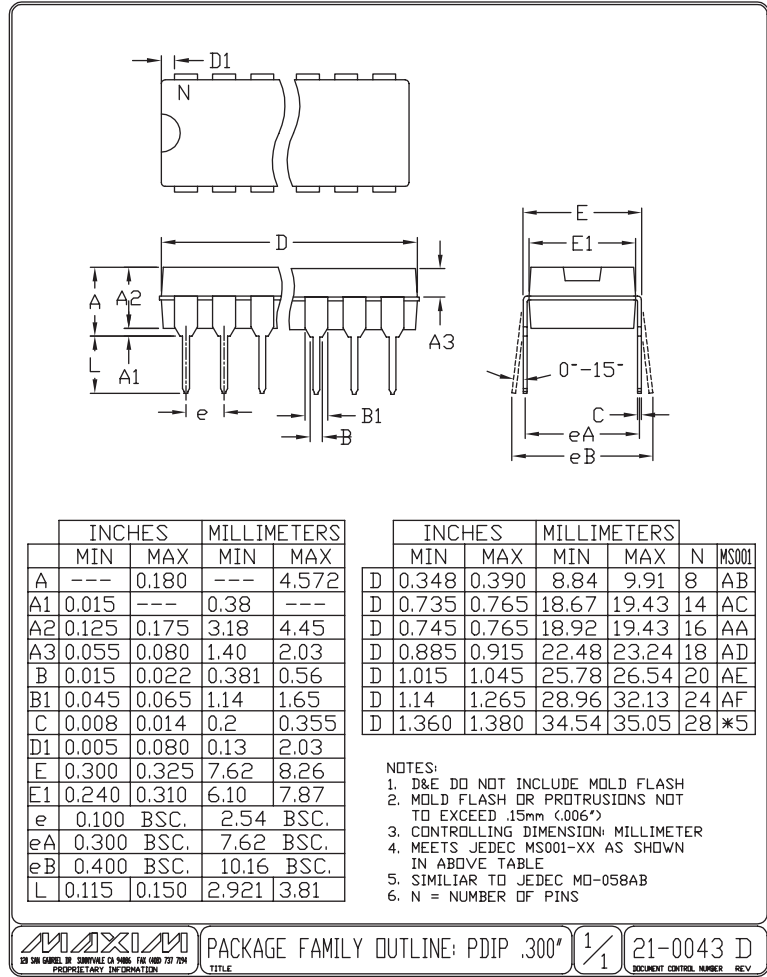 D1
N
D
E
E1
A
A2
A3
L
A1
0°-15°
e
B1
B
C
eA
eB
INCHES MILLIMETERS
MIN MAX MIN MAX
A --- 0.180 --- 4.572
A1 0.015 --- 0.38 ---
A2 0.125 0.175 3.18 4.45
A3 0.055 0.080 1.40 2.03
B 0.015 0.022 0.381 0.56
B1 0.045 0.065 1.14 1.65
C 0.008 0.014 0.2 0.355
D1 0.005 0.080 0.13 2.03
E 0.300 0.325 7.62 8.26
E1 0.240 0.310 6.10 7.87
e 0.100 BSC. 2.54 BSC.
eA 0.300 BSC. 7.62 BSC.
eB 0.400 BSC. 10.16 BSC.
L 0.115 0.150 2.921 3.81
INCHES MILLIMETERS
MIN MAX MIN MAX N MS001
D 0.348 0.390 8.84 9.91 8 AB
D 0.735 0.765 18.67 19.43 14 AC
D 0.745 0.765 18.92 19.43 16 AA
D 0.885 0.915 22.48 23.24 18 AD
D 1.015 1.045 25.78 26.54 20 AE
D 1.14 1.265 28.96 32.13 24 AF
D 1.360 1.380 34.54 35.05 28 *5
NOTES:
1. D&E DO NOT INCLUDE MOLD FLASH
2. MOLD FLASH OR PROTRUSIONS NOT
TO EXCEED .15mm (.006")
3. CONTROLLING DIMENSION: MILLIMETER
4. MEETS JEDEC MS001-XX AS SHOWN
IN ABOVE TABLE
5. SIMILIAR TO JEDEC MO-058AB
6. N = NUMBER OF PINS
MAXIM
120 SAN GABRIEL DR SUNNYVALE CA 94086 FAX (408) 737 7194
PROPRIETARY INFORMATION
PACKAGE FAMILY OUTLINE: PDIP .300"
TITLE
1/1
21-0043 D
DOCUMENT CONTROL NUMBER REV